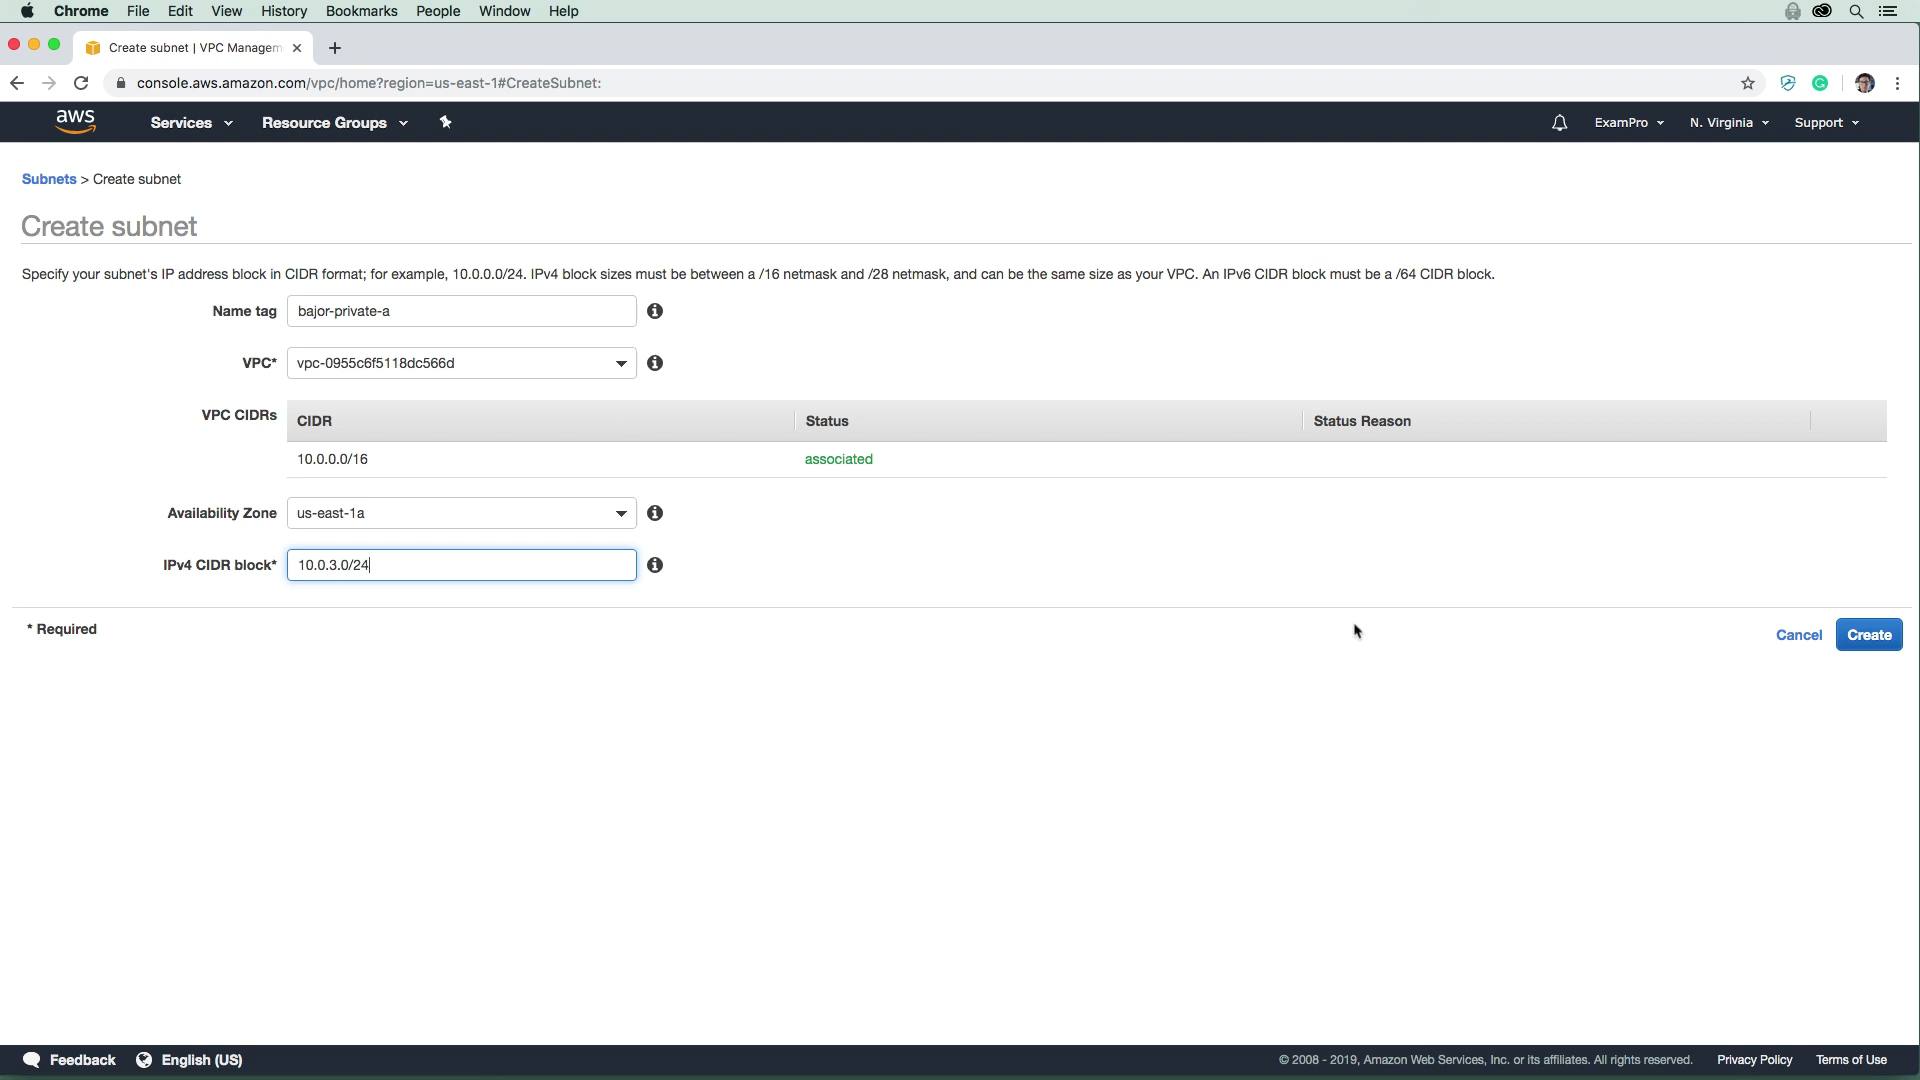 Chrome File Edit View History Bookmarks People Window Help
Create subnet | VPC Managem
console.aws.amazon.com/vpc/home?region=us-east-1#CreateSubnet:
aws Services Resource Groups ExamPro N. Virginia Support
Subnets > Create subnet
Create subnet
Specify your subnet's IP address block in CIDR format; for example, 10.0.0.0/24. IPv4 block sizes must be between a /16 netmask and /28 netmask, and can be the same size as your VPC. An IPv6 CIDR block must be a /64 CIDR block.
Name tag bajor-private-a
VPC* vpc-0955c6f5118dc566d
VPC CIDRs CIDR Status Status Reason
10.0.0.0/16 associated
Availability Zone us-east-1a
IPv4 CIDR block* 10.0.3.0/24
* Required
Cancel Create
Feedback English (US) © 2008 - 2019, Amazon Web Services, Inc. or its affiliates. All rights reserved. Privacy Policy Terms of Use